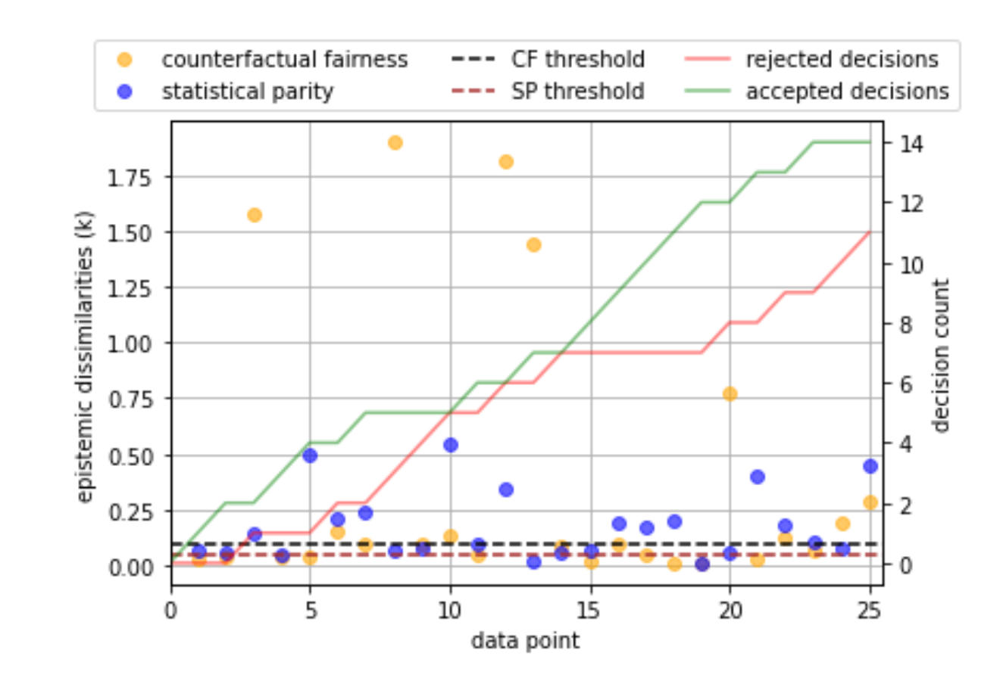 counterfactual fairness
statistical parity
CF threshold
SP threshold
rejected decisions
accepted decisions
epistemic dissimilarities (k)
1.75
1.50
1.25
1.00
0.75
0.50
0.25
0.00
14
12
10
8
6
4
2
0
decision count
0 5 10 15 20 25
data point